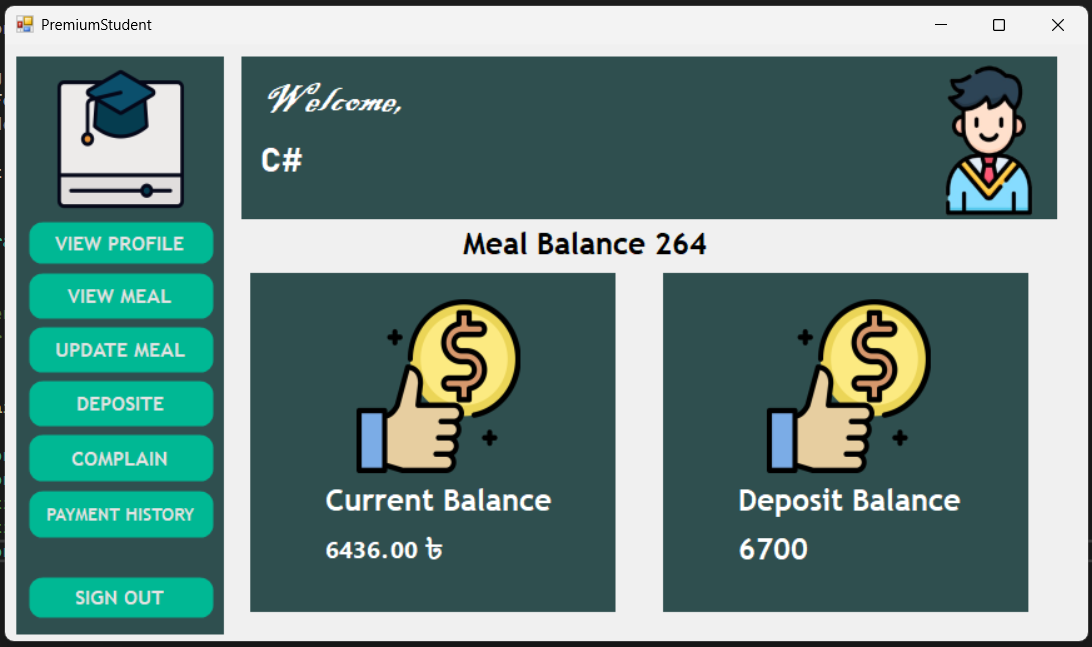 PremiumStudent
Welcome,
C#
VIEW PROFILE
VIEW MEAL
UPDATE MEAL
DEPOSITE
COMPLAIN
PAYMENT HISTORY
SIGN OUT
Meal Balance 264
Current Balance
6436.00 ৳
Deposit Balance
6700